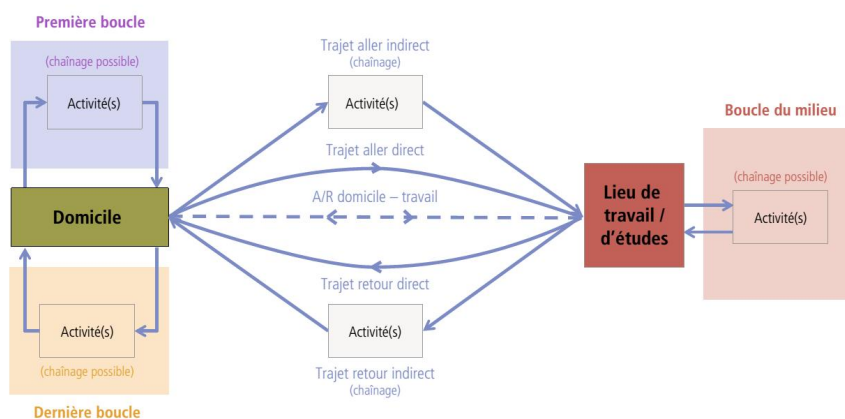 Première boucle
(chaînage possible)
Activité(s)
Trajet aller indirect
(chaînage)
Activité(s)
Trajet aller direct
A/R domicile – travail
Domicile
Lieu de
travail /
d'études
Boucle du milieu
(chaînage possible)
Activité(s)
Trajet retour direct
Activité(s)
Trajet retour indirect
(chaînage)
Activité(s)
(chaînage possible)
Dernière boucle